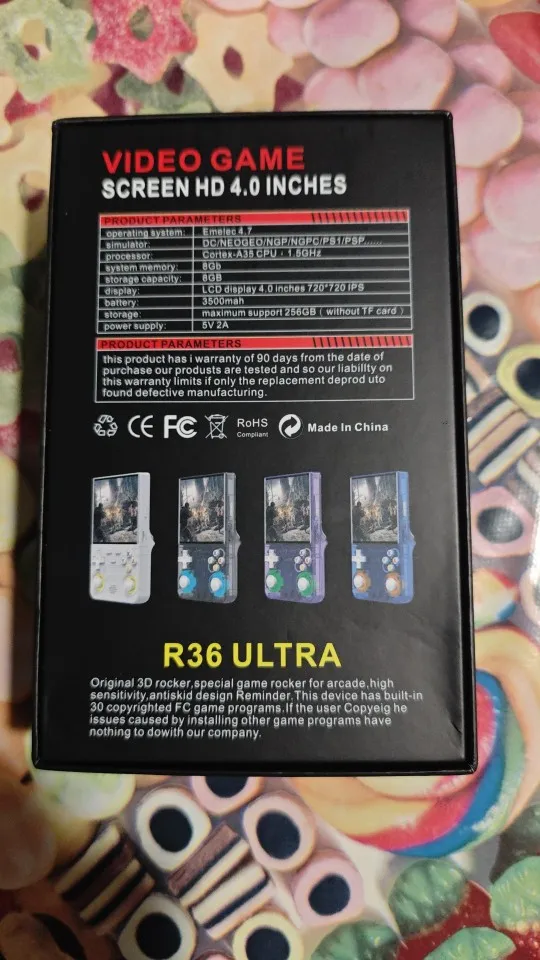 VIDEO GAME
SCREEN HD 4.0 INCHES
PRODUCT PARAMETERS
operating system: Emelec 4.7
simulator: DC/NEOGEO/NGP/NGPC/PS1/PSP......
processor: Cortex-A35 CPU , 1.5GHz
system memory: 8Gb
storage capacity: 8GB
display: LCD display 4.0 inches 720*720 IPS
battery: 3500mah
storage: maximum support 256GB ( without TF card )
power supply: 5V 2A
PRODUCT PARAMETERS
this product has i warranty of 90 days from the date of
purchase our produsts are tested and so our liability on
this warranty limits if only the replacement deprod uto
found defective manufacturing.
CE FC RoHS Compliant Made In China
R36 ULTRA
Original 3D rocker,special game rocker for arcade,high
sensitivity,antiskid design Reminder.This device has built-in
30 copyrighted FC game programs.If the user Copyeig he
issues caused by installing other game programs have
nothing to dowith our company.